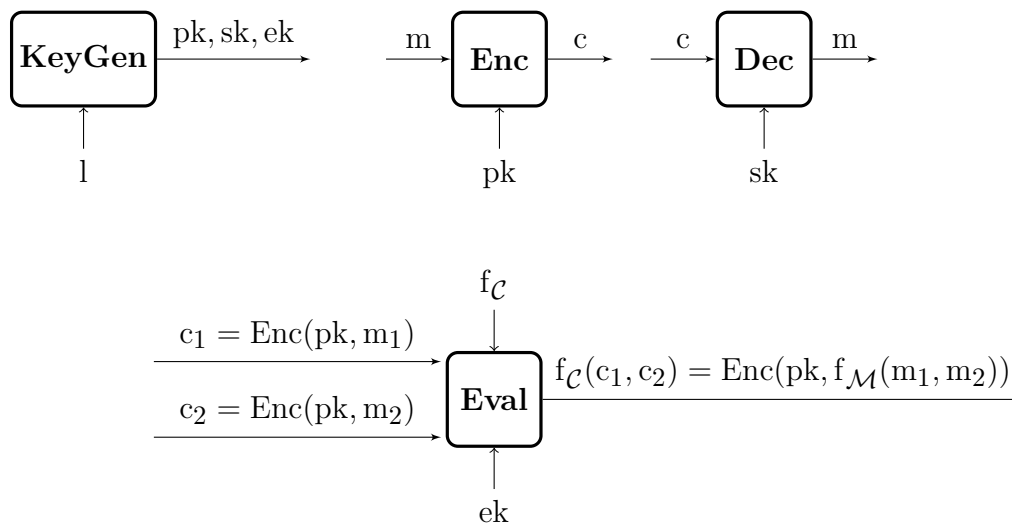 pk, sk, ek
KeyGen
l
m
Enc
c
pk
c
Dec
m
sk
f𝒞
c₁ = Enc(pk, m₁)
c₂ = Enc(pk, m₂)
Eval
f𝒞(c₁, c₂) = Enc(pk, fℳ(m₁, m₂))
ek